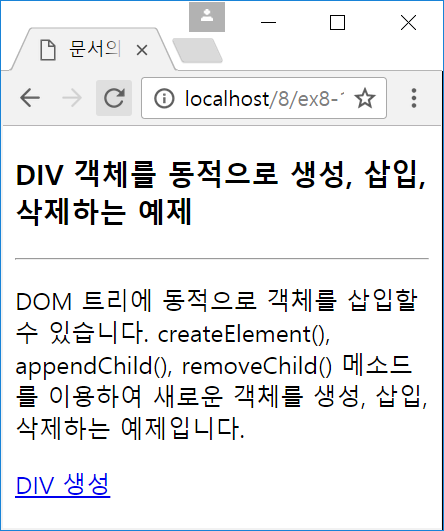 문서의
localhost/8/ex8-1
DIV 객체를 동적으로 생성, 삽입,
삭제하는 예제
DOM 트리에 동적으로 객체를 삽입할
수 있습니다. createElement(),
appendChild(), removeChild() 메소드
를 이용하여 새로운 객체를 생성, 삽입,
삭제하는 예제입니다.
DIV 생성